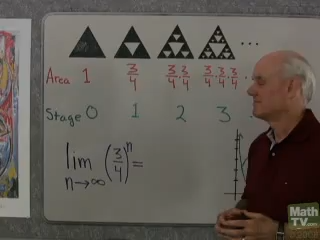 Area 1 3/4 3/4 · 3/4 3/4 · 3/4 · 3/4 ...
Stage 0 1 2 3
lim n→∞ (3/4)^n =
MathTV.com